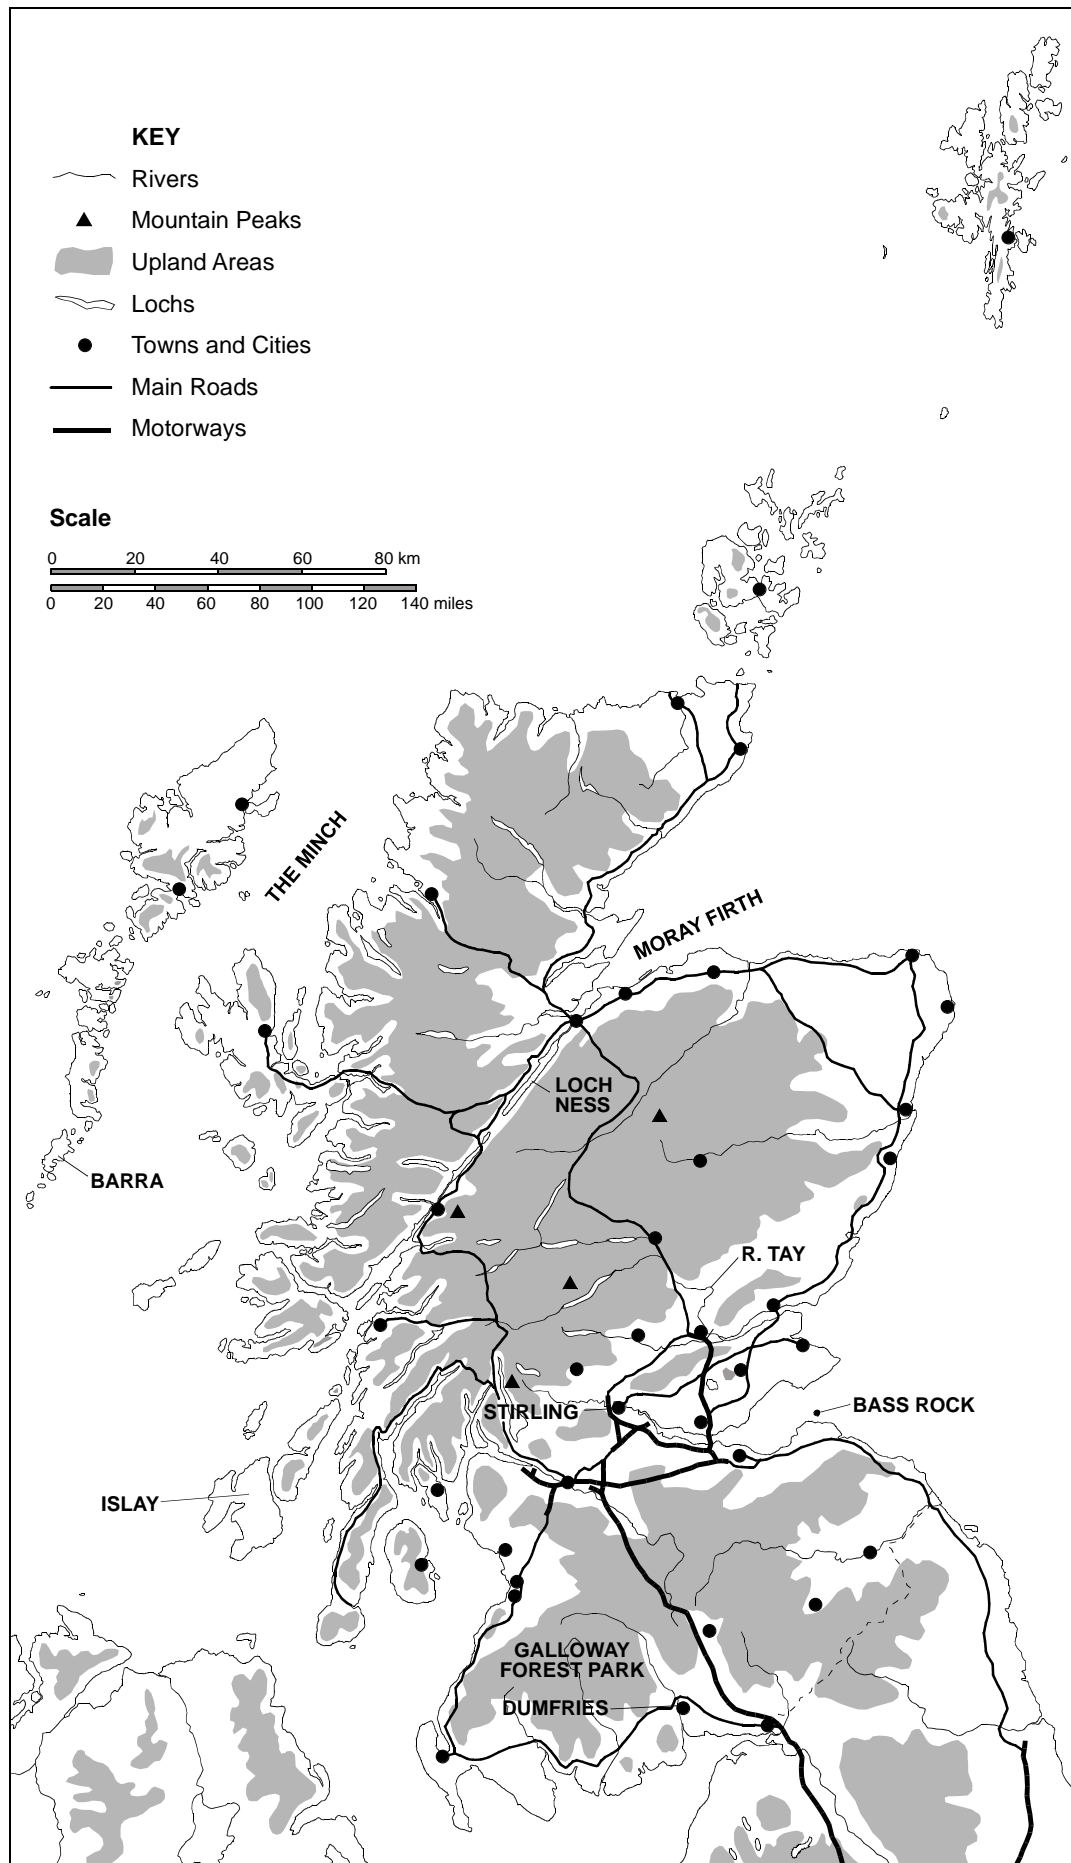 KEY
Rivers
Mountain Peaks
Upland Areas
Lochs
Towns and Cities
Main Roads
Motorways
Scale
0 20 40 60 80 km
0 20 40 60 80 100 120 140 miles
THE MINCH
MORAY FIRTH
LOCH
NESS
BARRA
R. TAY
BASS ROCK
STIRLING
ISLAY
GALLOWAY
FOREST PARK
DUMFRIES